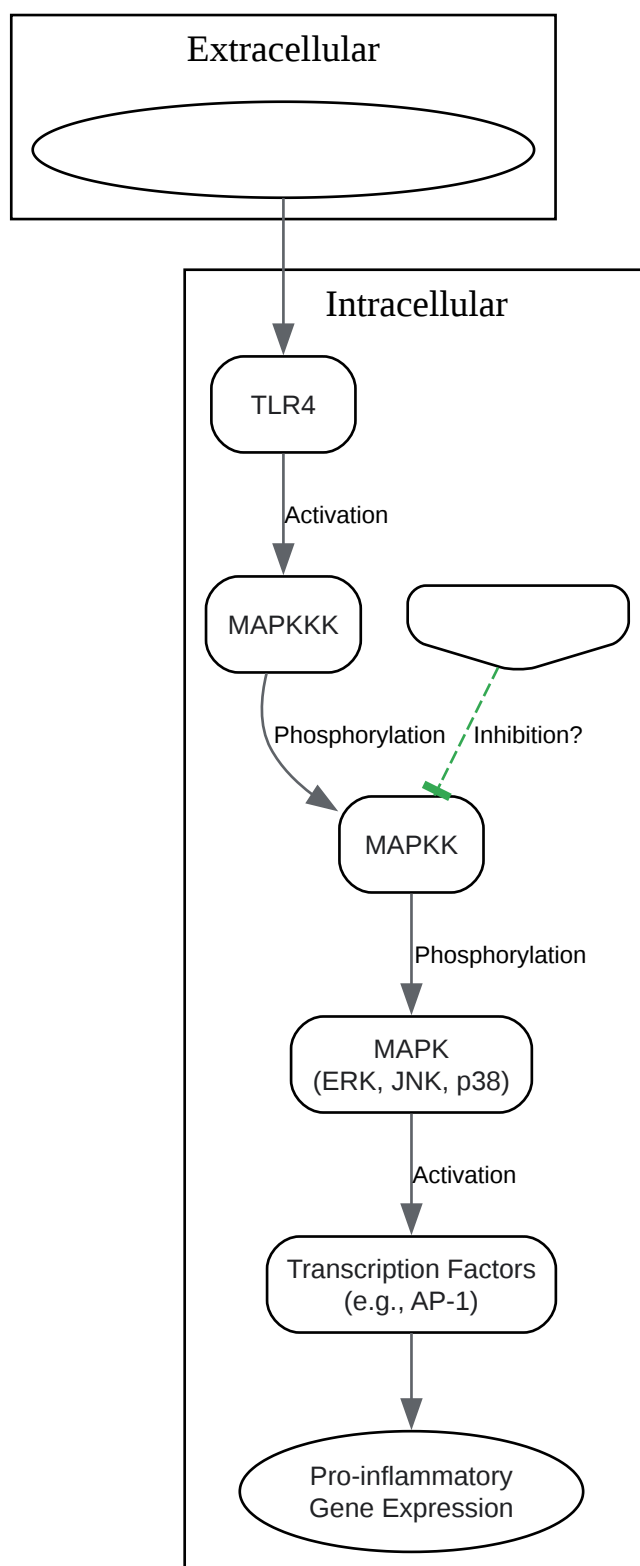 Extracellular
Intracellular
TLR4
Activation
MAPKKK
Phosphorylation
Inhibition?
MAPKK
Phosphorylation
MAPK
(ERK, JNK, p38)
Activation
Transcription Factors
(e.g., AP-1)
Pro-inflammatory
Gene Expression